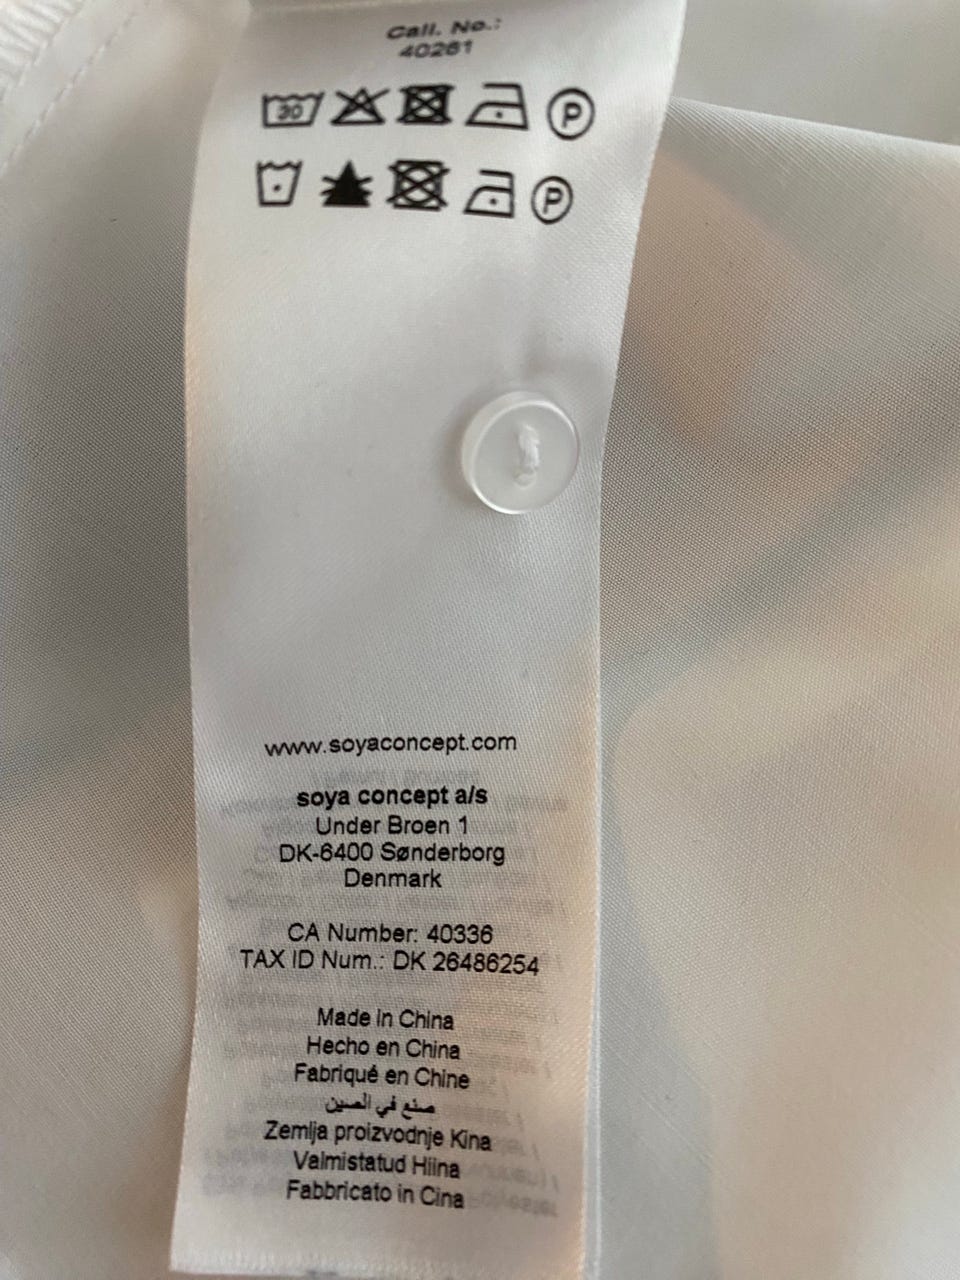 Call. No.:
40261
30 P
P
www.soyaconcept.com
soya concept a/s
Under Broen 1
DK-6400 Sønderborg
Denmark
CA Number: 40336
TAX ID Num.: DK 26486254
Made in China
Hecho en China
Fabriqué en Chine
صنع في الصين
Zemlja proizvodnje Kina
Valmistatud Hiina
Fabbricato in Cina